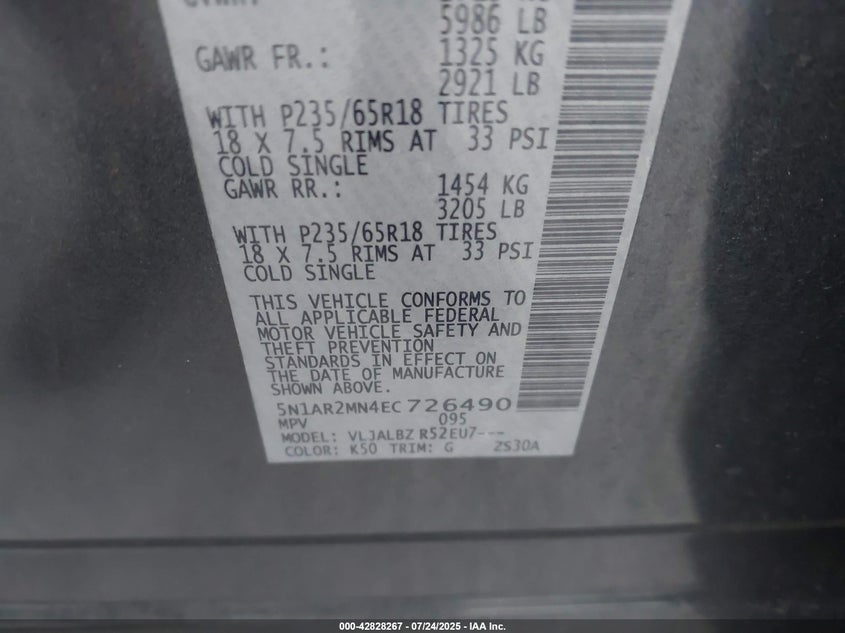 5986 LB
GAWR FR.: 1325 KG
2921 LB
WITH P235/65R18 TIRES
18 X 7.5 RIMS AT 33 PSI
COLD SINGLE
GAWR RR.: 1454 KG
3205 LB
WITH P235/65R18 TIRES
18 X 7.5 RIMS AT 33 PSI
COLD SINGLE
THIS VEHICLE CONFORMS TO
ALL APPLICABLE FEDERAL
MOTOR VEHICLE SAFETY AND
THEFT PREVENTION
STANDARDS IN EFFECT ON
THE DATE OF MANUFACTURE
SHOWN ABOVE.
5N1AR2MN4EC726490
MPV 095
MODEL: VLJALBZ R52EU7---
COLOR: K50 TRIM: G 2S30A
000-42828267 - 07/24/2025 - IAA Inc.